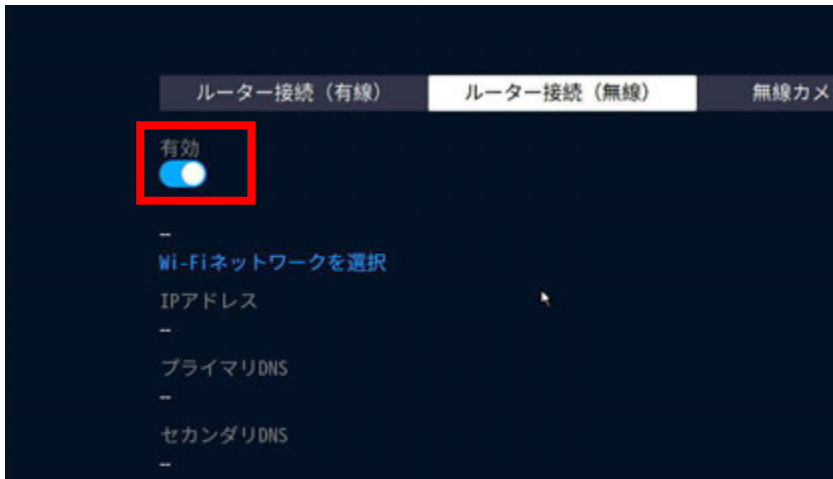 ルーター接続（有線） ルーター接続（無線） 無線カメ
有効
--
Wi-Fiネットワークを選択
IPアドレス
--
プライマリDNS
--
セカンダリDNS
--